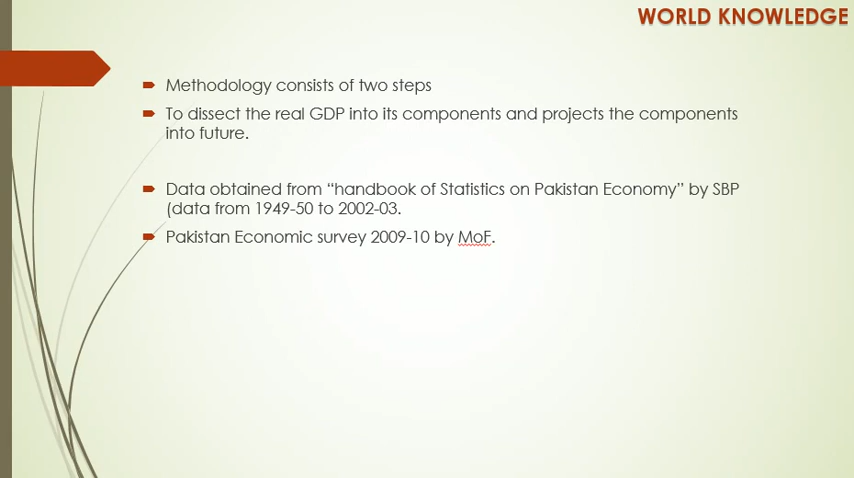 WORLD KNOWLEDGE
Methodology consists of two steps
To dissect the real GDP into its components and projects the components
into future.
Data obtained from “handbook of Statistics on Pakistan Economy” by SBP
(data from 1949-50 to 2002-03.
Pakistan Economic survey 2009-10 by MoF.